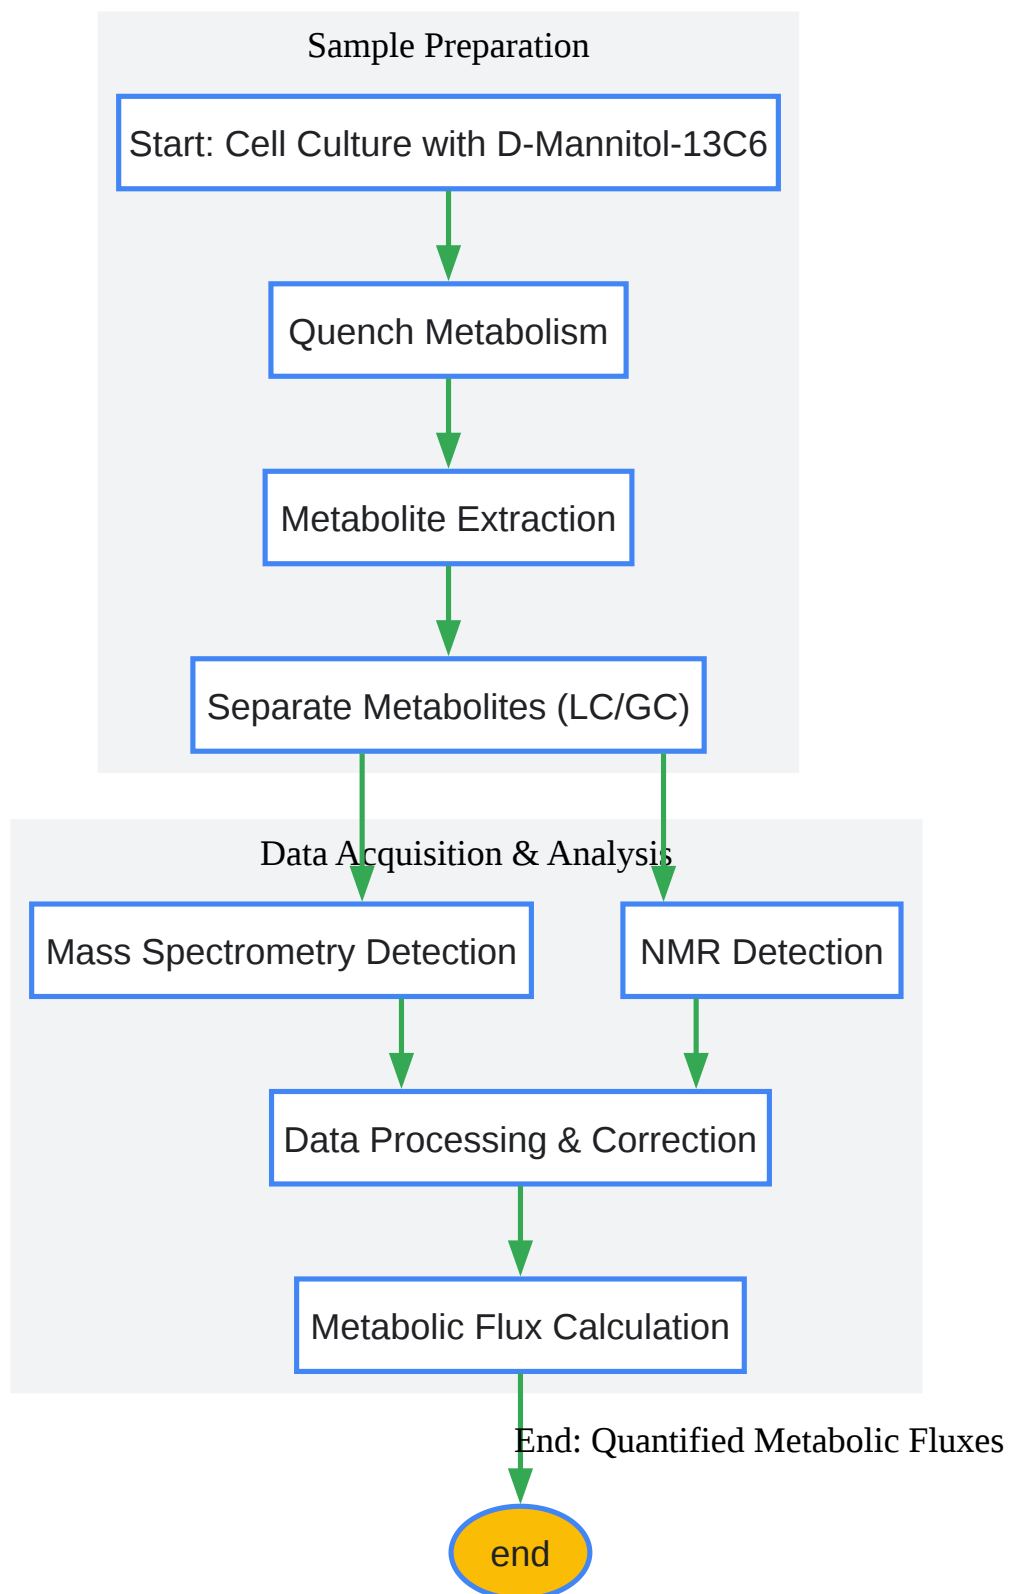 Sample Preparation
Start: Cell Culture with D-Mannitol-13C6
Quench Metabolism
Metabolite Extraction
Separate Metabolites (LC/GC)
Data Acquisition & Analysis
Mass Spectrometry Detection
NMR Detection
Data Processing & Correction
Metabolic Flux Calculation
End: Quantified Metabolic Fluxes
end